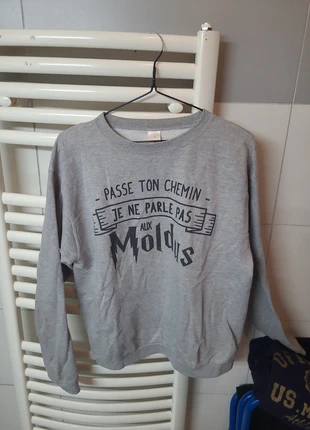 - PASSE TON CHEMIN -
JE NE PARLE PAS
AUX
Moldus
U.S.